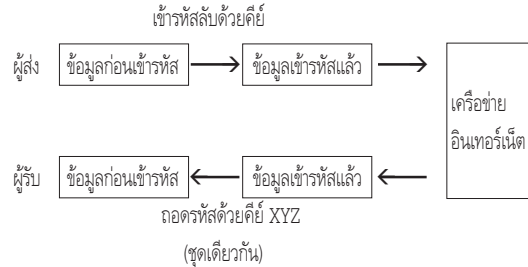 เข้ารหัสลับด้วยคีย์
ผู้ส่ง ข้อมูลก่อนเข้ารหัส ข้อมูลเข้ารหัสแล้ว
เครือข่าย
อินเทอร์เน็ต
ผู้รับ ข้อมูลก่อนเข้ารหัส ข้อมูลเข้ารหัสแล้ว
ถอดรหัสด้วยคีย์ XYZ
(ชุดเดียวกัน)